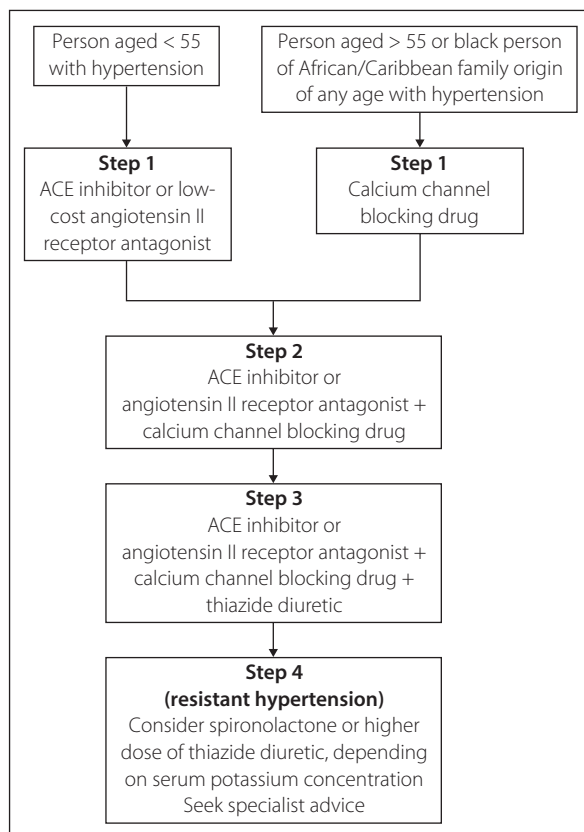 Person aged < 55
with hypertension
Person aged > 55 or black person
of African/Caribbean family origin
of any age with hypertension
Step 1
ACE inhibitor or low-
cost angiotensin II
receptor antagonist
Step 1
Calcium channel
blocking drug
Step 2
ACE inhibitor or
angiotensin II receptor antagonist +
calcium channel blocking drug
Step 3
ACE inhibitor or
angiotensin II receptor antagonist +
calcium channel blocking drug +
thiazide diuretic
Step 4
(resistant hypertension)
Consider spironolactone or higher
dose of thiazide diuretic, depending
on serum potassium concentration
Seek specialist advice